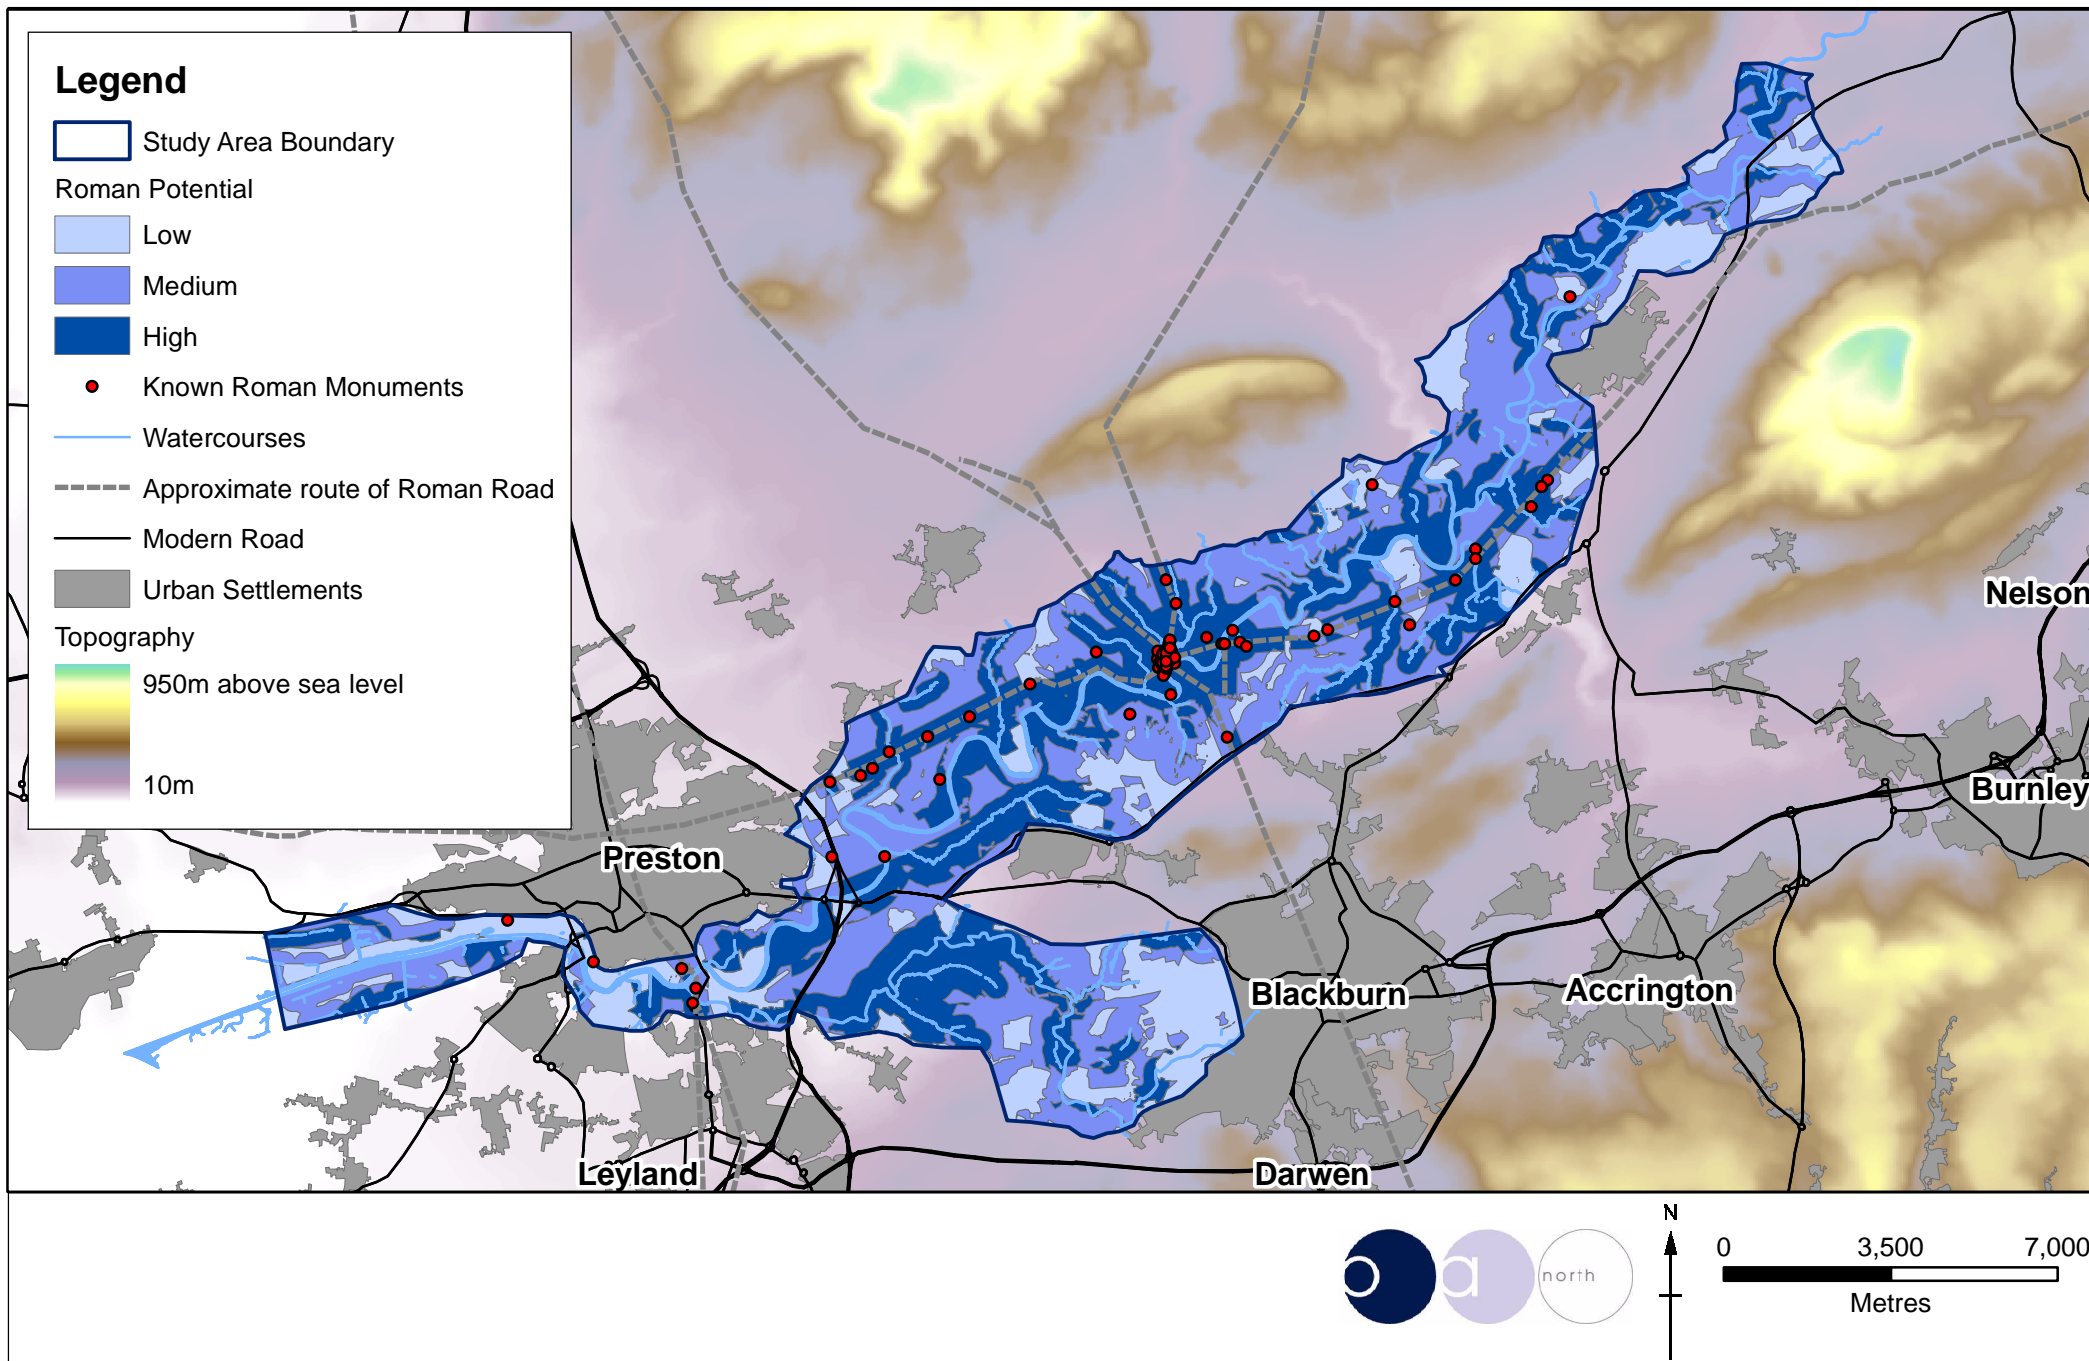 Legend
Study Area Boundary
Roman Potential
Low
Medium
High
Known Roman Monuments
Watercourses
Approximate route of Roman Road
Modern Road
Urban Settlements
Topography
950m above sea level
10m
Nelson
Burnley
Preston
Blackburn
Accrington
Leyland
Darwen
o a north
N
0 3,500 7,000
Metres